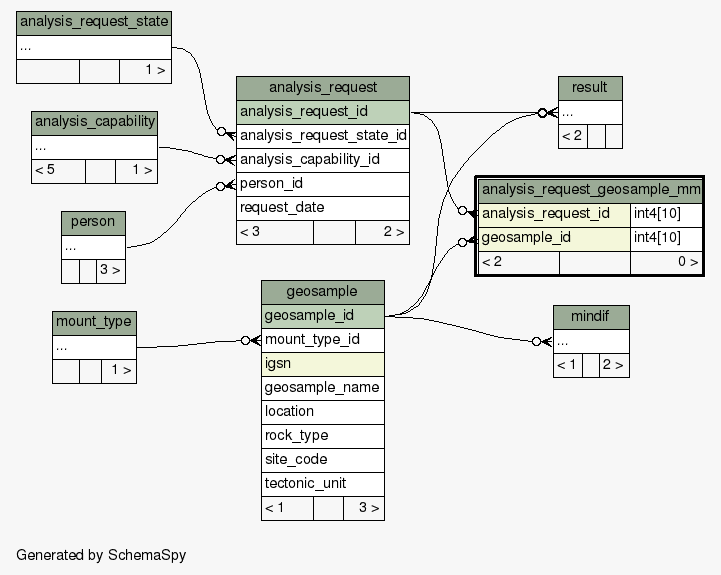 analysis_request_state
...
1 >
analysis_capability
...
< 5 1 >
person
...
3 >
mount_type
...
1 >
analysis_request
analysis_request_id
analysis_request_state_id
analysis_capability_id
person_id
request_date
< 3 2 >
geosample
geosample_id
mount_type_id
igsn
geosample_name
location
rock_type
site_code
tectonic_unit
< 1 3 >
result
...
< 2
analysis_request_geosample_mm
analysis_request_id int4[10]
geosample_id int4[10]
< 2 0 >
mindif
...
< 1 2 >
Generated by SchemaSpy